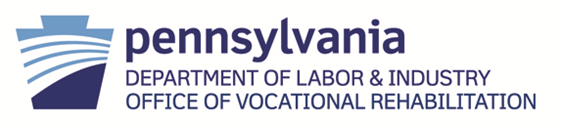 pennsylvania
DEPARTMENT OF LABOR & INDUSTRY
OFFICE OF VOCATIONAL REHABILITATION